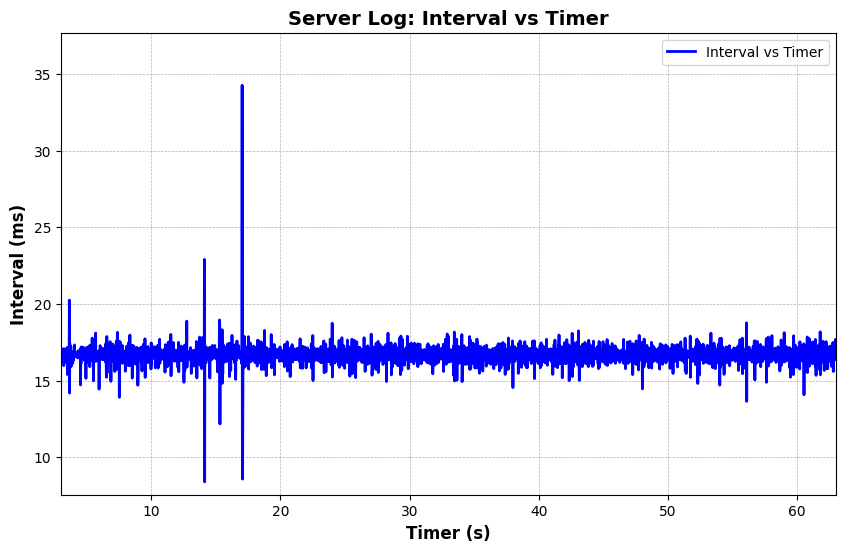 Server Log: Interval vs Timer
Interval vs Timer
35
30
25
20
15
10
Interval (ms)
10 20 30 40 50 60
Timer (s)